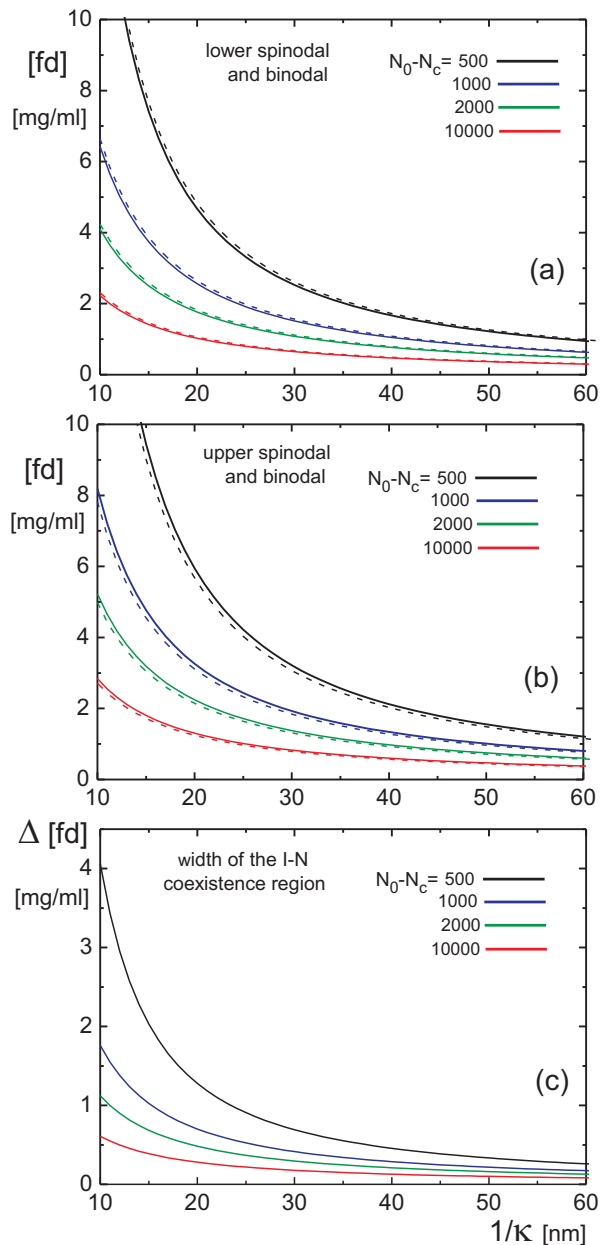 10
[fd]
[mg/ml]
8
6
4
2
0
lower spinodal
and binodal
N₀-N_c= 500
1000
2000
10000
(a)
10 20 30 40 50 60
10
[fd]
[mg/ml]
8
6
4
2
0
upper spinodal
and binodal
N₀-N_c= 500
1000
2000
10000
(b)
10 20 30 40 50 60
Δ [fd]
[mg/ml]
4
3
2
1
0
width of the I-N
coexistence region
N₀-N_c= 500
1000
2000
10000
(c)
10 20 30 40 50 60
1/κ [nm]